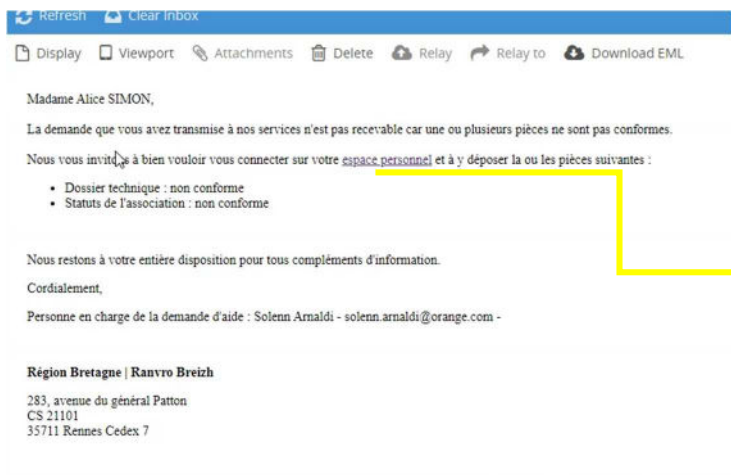 Refresh Clear Inbox
Display Viewport Attachments Delete Relay Relay to Download EML
Madame Alice SIMON,
La demande que vous avez transmise à nos services n'est pas recevable car une ou plusieurs pièces ne sont pas conformes.
Nous vous invitons à bien vouloir vous connecter sur votre espace personnel et à y déposer la ou les pièces suivantes :
• Dossier technique : non conforme
• Statuts de l'association : non conforme
Nous restons à votre entière disposition pour tous compléments d'information.
Cordialement,
Personne en charge de la demande d'aide : Solenn Arnaldi - solenn.arnaldi@orange.com -
Région Bretagne | Ranvro Breizh
283, avenue du général Patton
CS 21101
35711 Rennes Cedex 7